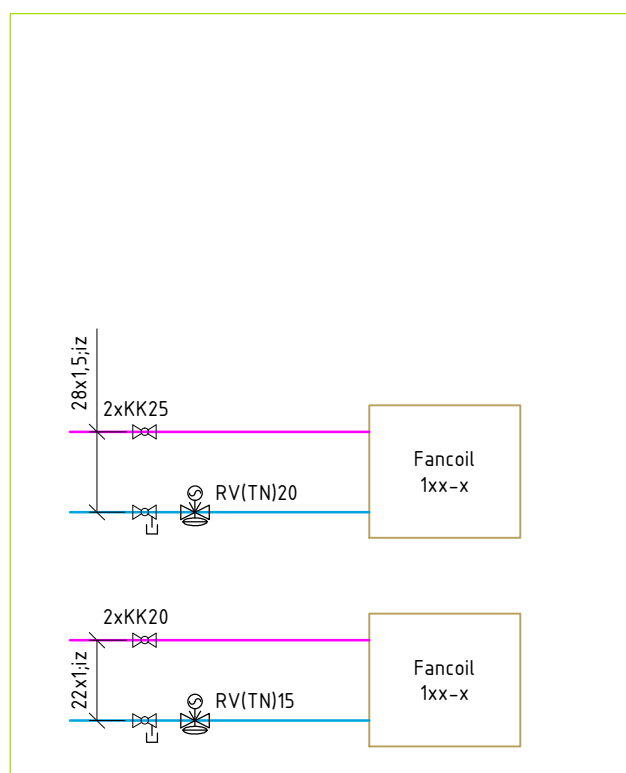 28x1,5;iz
2xKK25
Fancoil
1xx-x
RV(TN)20
2xKK20
22x1;iz
Fancoil
1xx-x
RV(TN)15